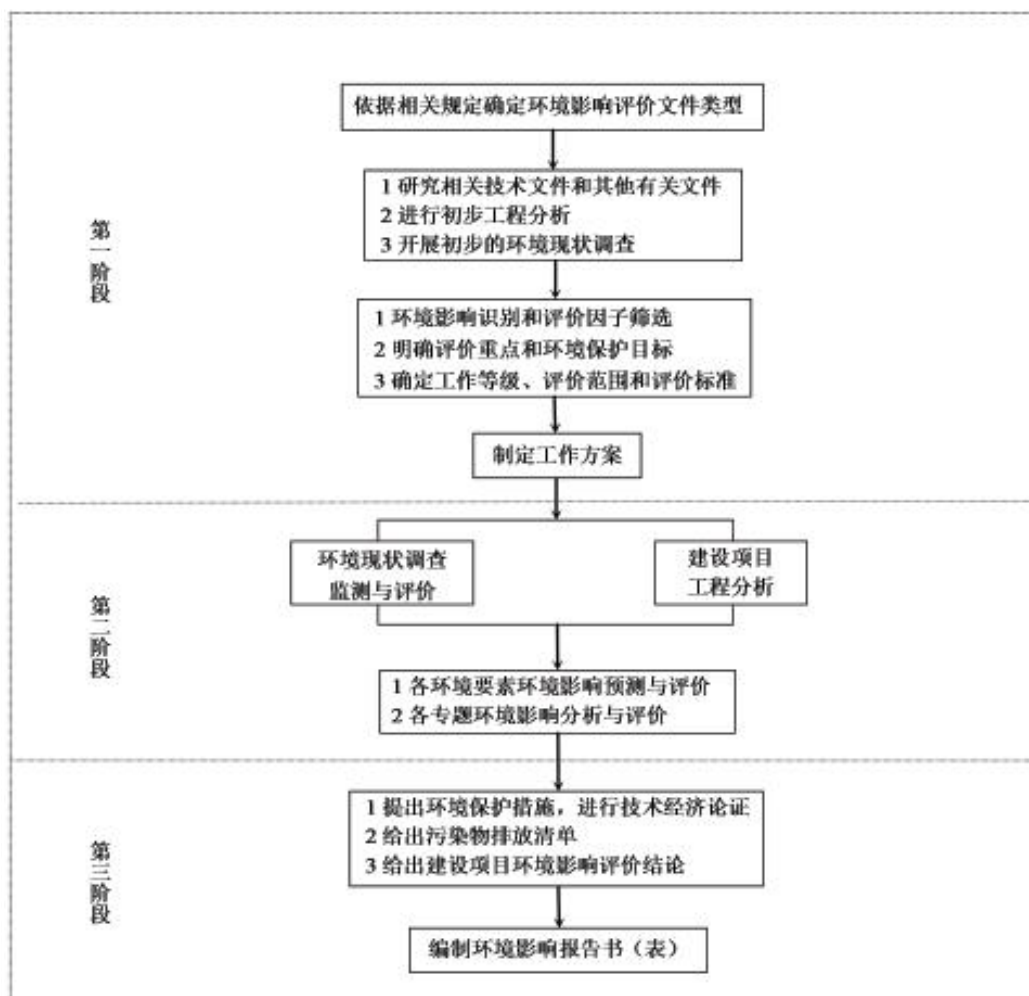 依据相关规定确定环境影响评价文件类型
1 研究相关技术文件和其他有关文件
2 进行初步工程分析
3 开展初步的环境现状调查
第一阶段
1 环境影响识别和评价因子筛选
2 明确评价重点和环境保护目标
3 确定工作等级、评价范围和评价标准
制定工作方案
环境现状调查
监测与评价
建设项目
工程分析
第二阶段
1 各环境要素环境影响预测与评价
2 各专题环境影响分析与评价
1 提出环境保护措施，进行技术经济论证
2 给出污染物排放清单
3 给出建设项目环境影响评价结论
第三阶段
编制环境影响报告书（表）